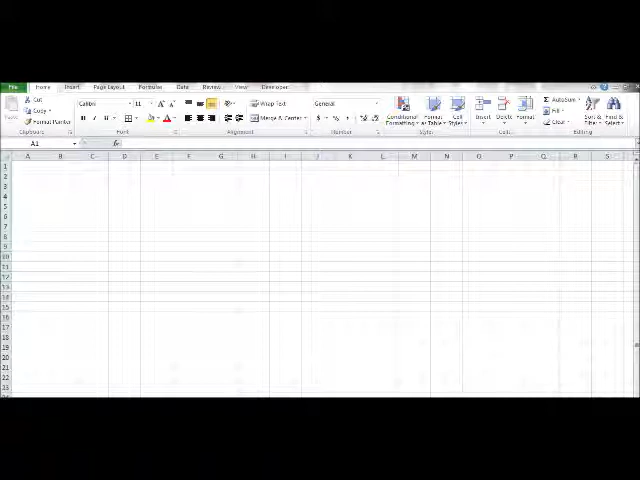 File Home Insert Page Layout Formulas Data Review View Developer
Cut
Copy
Format Painter
Clipboard
Calibri 11
Font
Wrap Text
Merge & Center
Alignment
General
Number
Conditional Formatting
Format as Table
Cell Styles
Styles
Insert Delete Format
AutoSum
Fill
Clear
Sort & Filter
Find & Select
Editing
A1 fx
A B C D E F G H I J K L M N O P Q R S
1
2
3
4
5
6
7
8
9
10
11
12
13
14
15
16
17
18
19
20
21
22
23